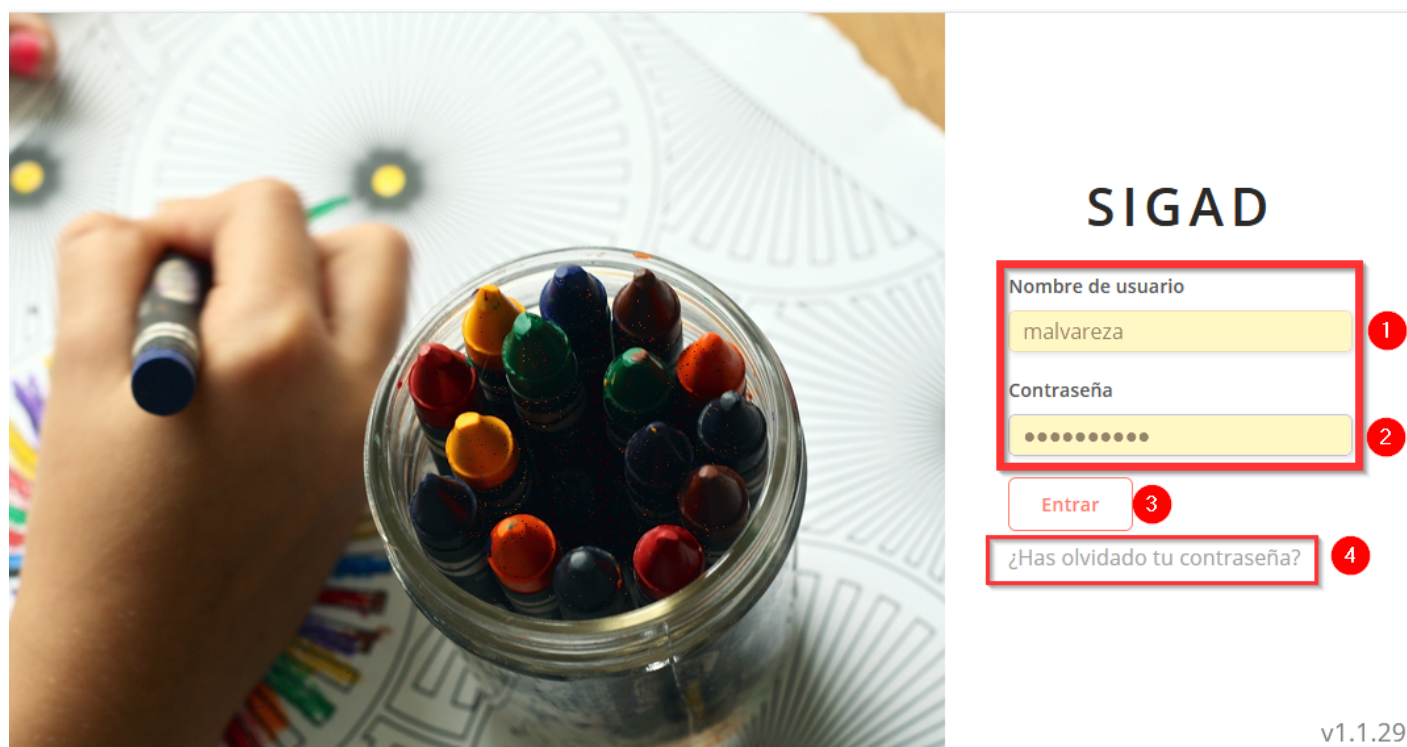 SIGAD
Nombre de usuario
malvareza
1
Contraseña
••••••••••
2
Entrar
3
¿Has olvidado tu contraseña?
4
v1.1.29